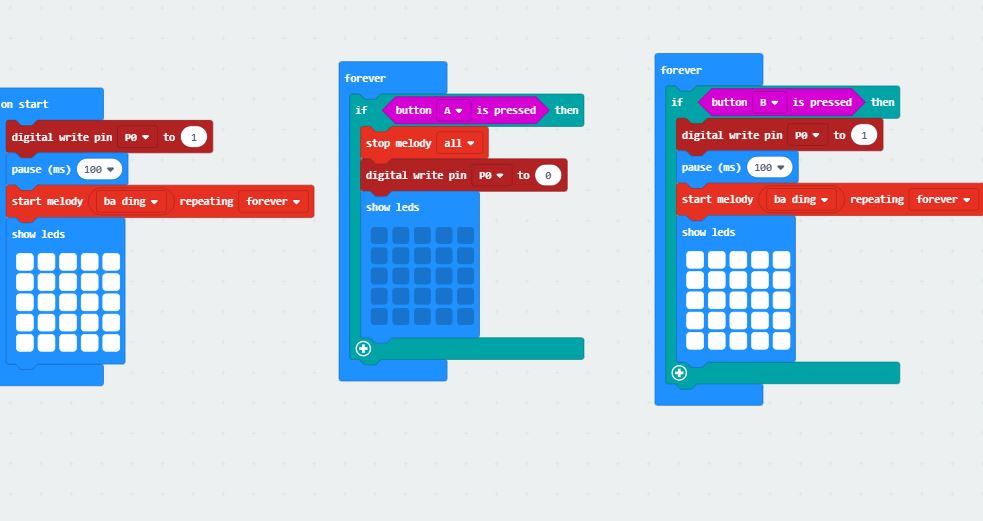 on start
digital write pin P0 to 1
pause (ms) 100
start melody ba ding repeating forever
show leds
forever
if button A is pressed then
stop melody all
digital write pin P0 to 0
show leds
forever
if button B is pressed then
digital write pin P0 to 1
pause (ms) 100
start melody ba ding repeating forever
show leds